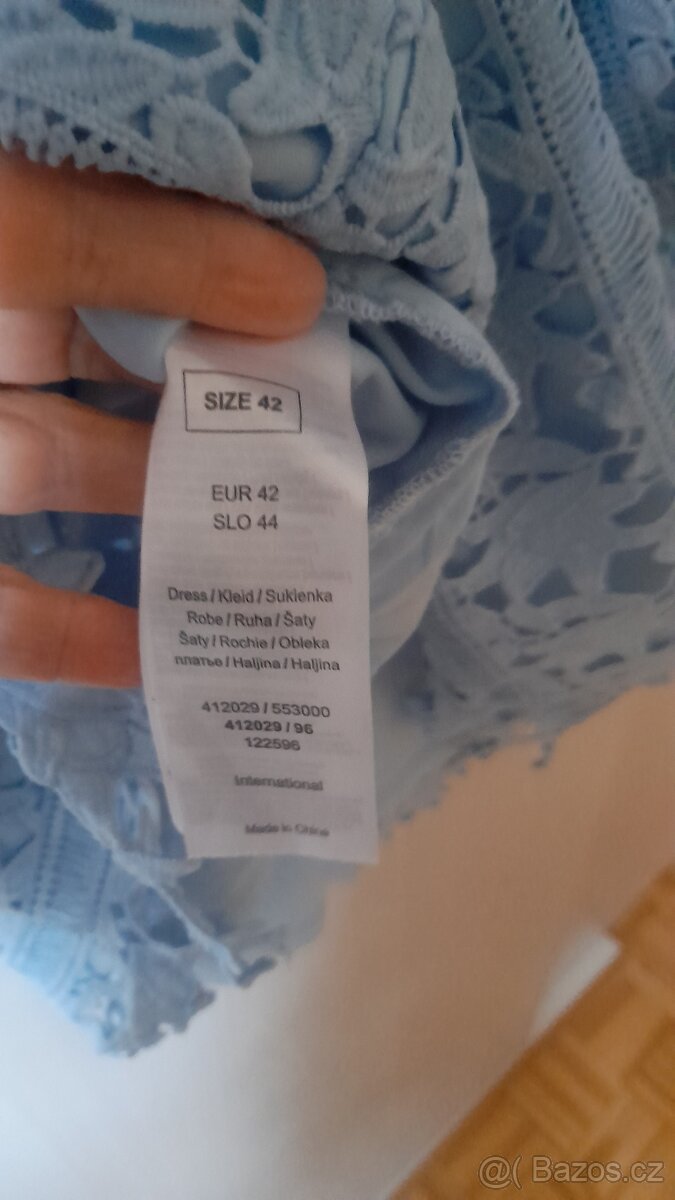 SIZE 42
EUR 42
SLO 44
Dress / Kleid / Suklenka
Robe / Ruha / Šaty
Šaty / Rochie / Obleka
платье / Haljina / Haljina
412029 / 553000
412029 / 96
122596
International
Made in China
@( Bazos.cz